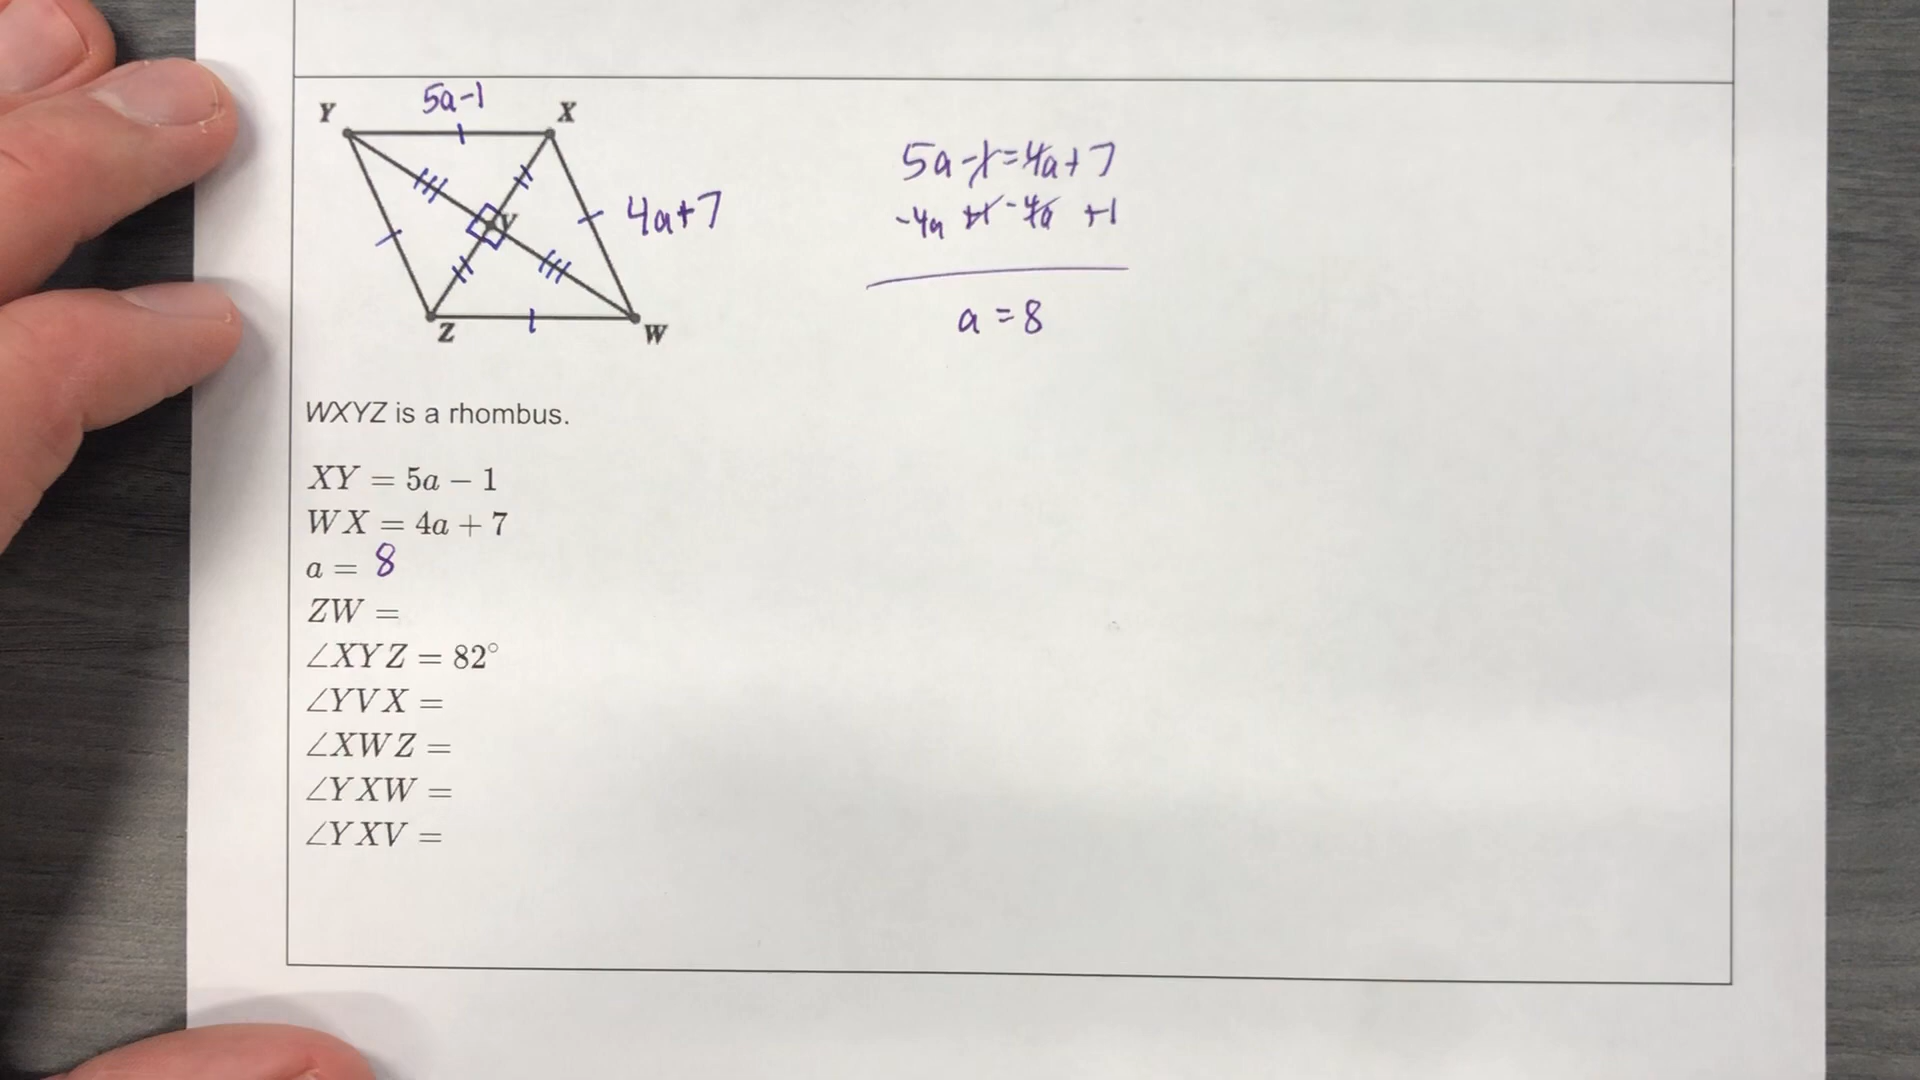 5a-1
Y X
V
4a+7
Z W
5a-1=4a+7
-4a +1 -4a +1
a = 8
WXYZ is a rhombus.
XY = 5a − 1
WX = 4a + 7
a = 8
ZW =
∠XYZ = 82°
∠YVX =
∠XWZ =
∠YXW =
∠YXV =